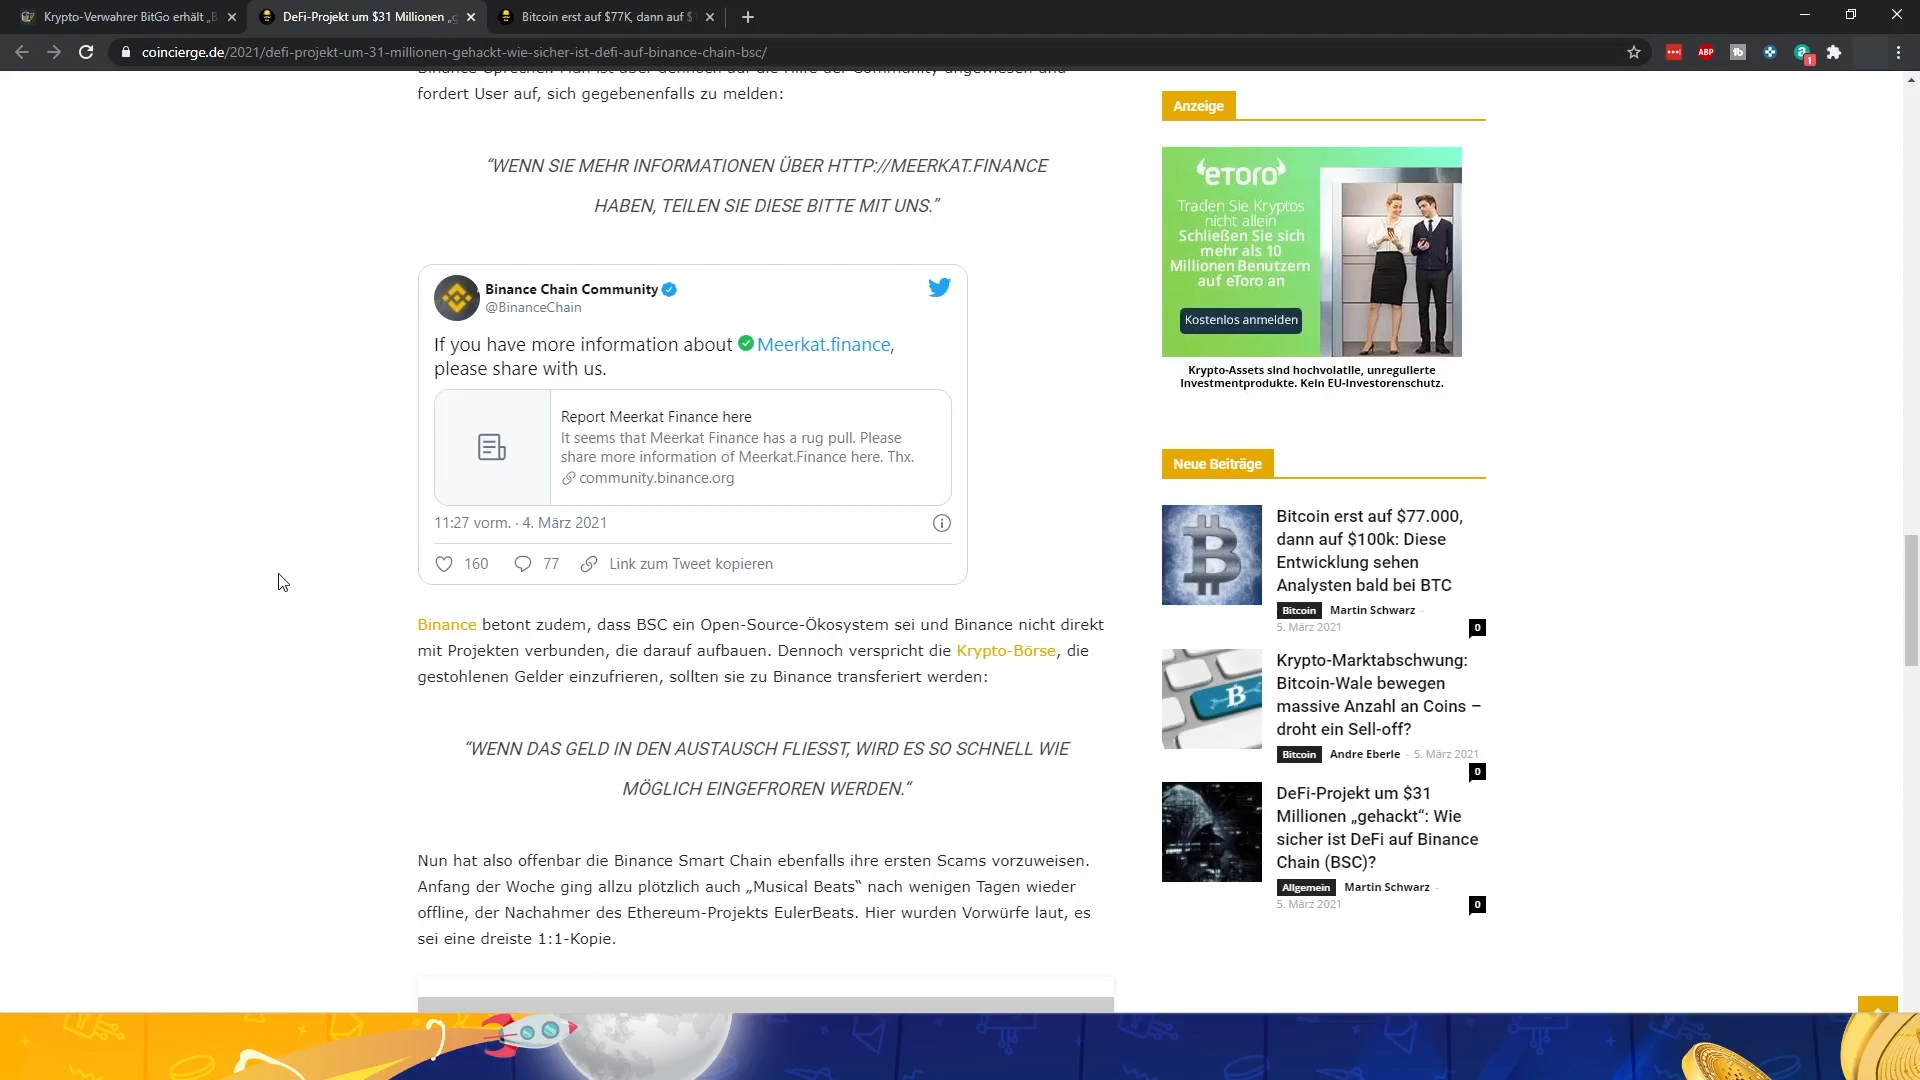 Krypto-Verwahrer BitGo erhält „B
DeFi-Projekt um $31 Millionen „g
Bitcoin erst auf $77K, dann auf $1
coincierge.de/2021/defi-projekt-um-31-millionen-gehackt-wie-sicher-ist-defi-auf-binance-chain-bsc/
ABP
1
fordert User auf, sich gegebenenfalls zu melden:
“WENN SIE MEHR INFORMATIONEN ÜBER HTTP://MEERKAT.FINANCE
HABEN, TEILEN SIE DIESE BITTE MIT UNS.”
Binance Chain Community
@BinanceChain
If you have more information about Meerkat.finance,
please share with us.
Report Meerkat Finance here
It seems that Meerkat Finance has a rug pull. Please
share more information of Meerkat.Finance here. Thx.
community.binance.org
11:27 vorm. · 4. März 2021
160
77
Link zum Tweet kopieren
Binance betont zudem, dass BSC ein Open-Source-Ökosystem sei und Binance nicht direkt
mit Projekten verbunden, die darauf aufbauen. Dennoch verspricht die Krypto-Börse, die
gestohlenen Gelder einzufrieren, sollten sie zu Binance transferiert werden:
“WENN DAS GELD IN DEN AUSTAUSCH FLIESST, WIRD ES SO SCHNELL WIE
MÖGLICH EINGEFROREN WERDEN.“
Nun hat also offenbar die Binance Smart Chain ebenfalls ihre ersten Scams vorzuweisen.
Anfang der Woche ging allzu plötzlich auch „Musical Beats“ nach wenigen Tagen wieder
offline, der Nachahmer des Ethereum-Projekts EulerBeats. Hier wurden Vorwürfe laut, es
sei eine dreiste 1:1-Kopie.
Anzeige
eToro
Traden Sie Kryptos
nicht allein
Schließen Sie sich
mehr als 10
Millionen Benutzern
auf eToro an
Kostenlos anmelden
Krypto-Assets sind hochvolatile, unregulierte
Investmentprodukte. Kein EU-Investorenschutz.
Neue Beiträge
Bitcoin erst auf $77.000,
dann auf $100k: Diese
Entwicklung sehen
Analysten bald bei BTC
Bitcoin Martin Schwarz -
5. März 2021
0
Krypto-Marktabschwung:
Bitcoin-Wale bewegen
massive Anzahl an Coins –
droht ein Sell-off?
Bitcoin Andre Eberle - 5. März 2021
0
DeFi-Projekt um $31
Millionen „gehackt“: Wie
sicher ist DeFi auf Binance
Chain (BSC)?
Allgemein Martin Schwarz -
5. März 2021
0